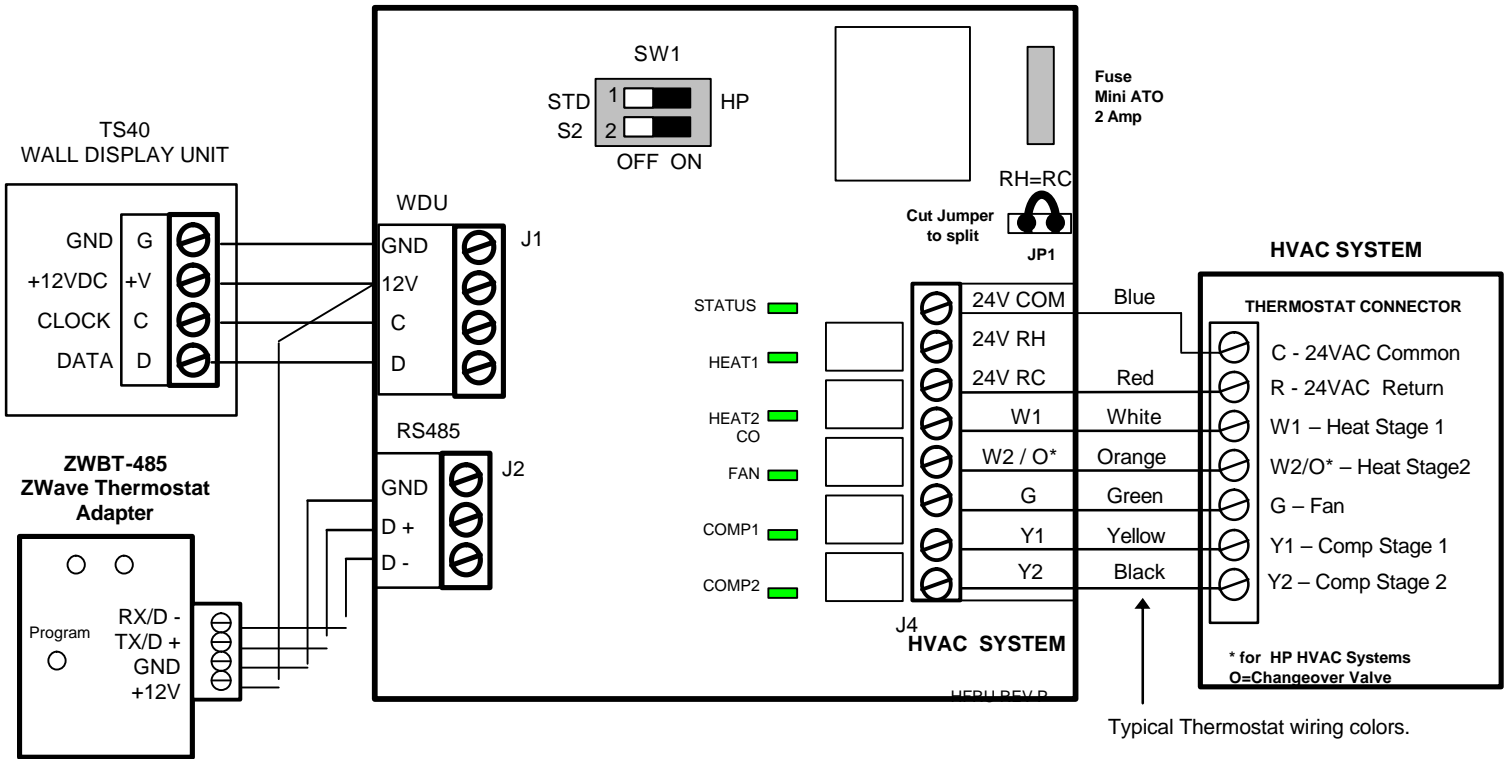 SW1
STD 1 HP
S2 2
OFF ON
Fuse
Mini ATO
2 Amp
RH=RC
Cut Jumper
to split
JP1
TS40
WALL DISPLAY UNIT
GND G
+12VDC +V
CLOCK C
DATA D
WDU
J1
GND
12V
C
D
RS485
J2
GND
D +
D -
ZWBT-485
ZWave Thermostat
Adapter
Program
RX/D -
TX/D +
GND
+12V
STATUS
HEAT1
HEAT2
CO
FAN
COMP1
COMP2
24V COM Blue
24V RH
24V RC Red
W1 White
W2 / O* Orange
G Green
Y1 Yellow
Y2 Black
J4
HVAC SYSTEM
HVAC SYSTEM
THERMOSTAT CONNECTOR
C - 24VAC Common
R - 24VAC Return
W1 – Heat Stage 1
W2/O* – Heat Stage2
G – Fan
Y1 – Comp Stage 1
Y2 – Comp Stage 2
* for HP HVAC Systems
O=Changeover Valve
Typical Thermostat wiring colors.